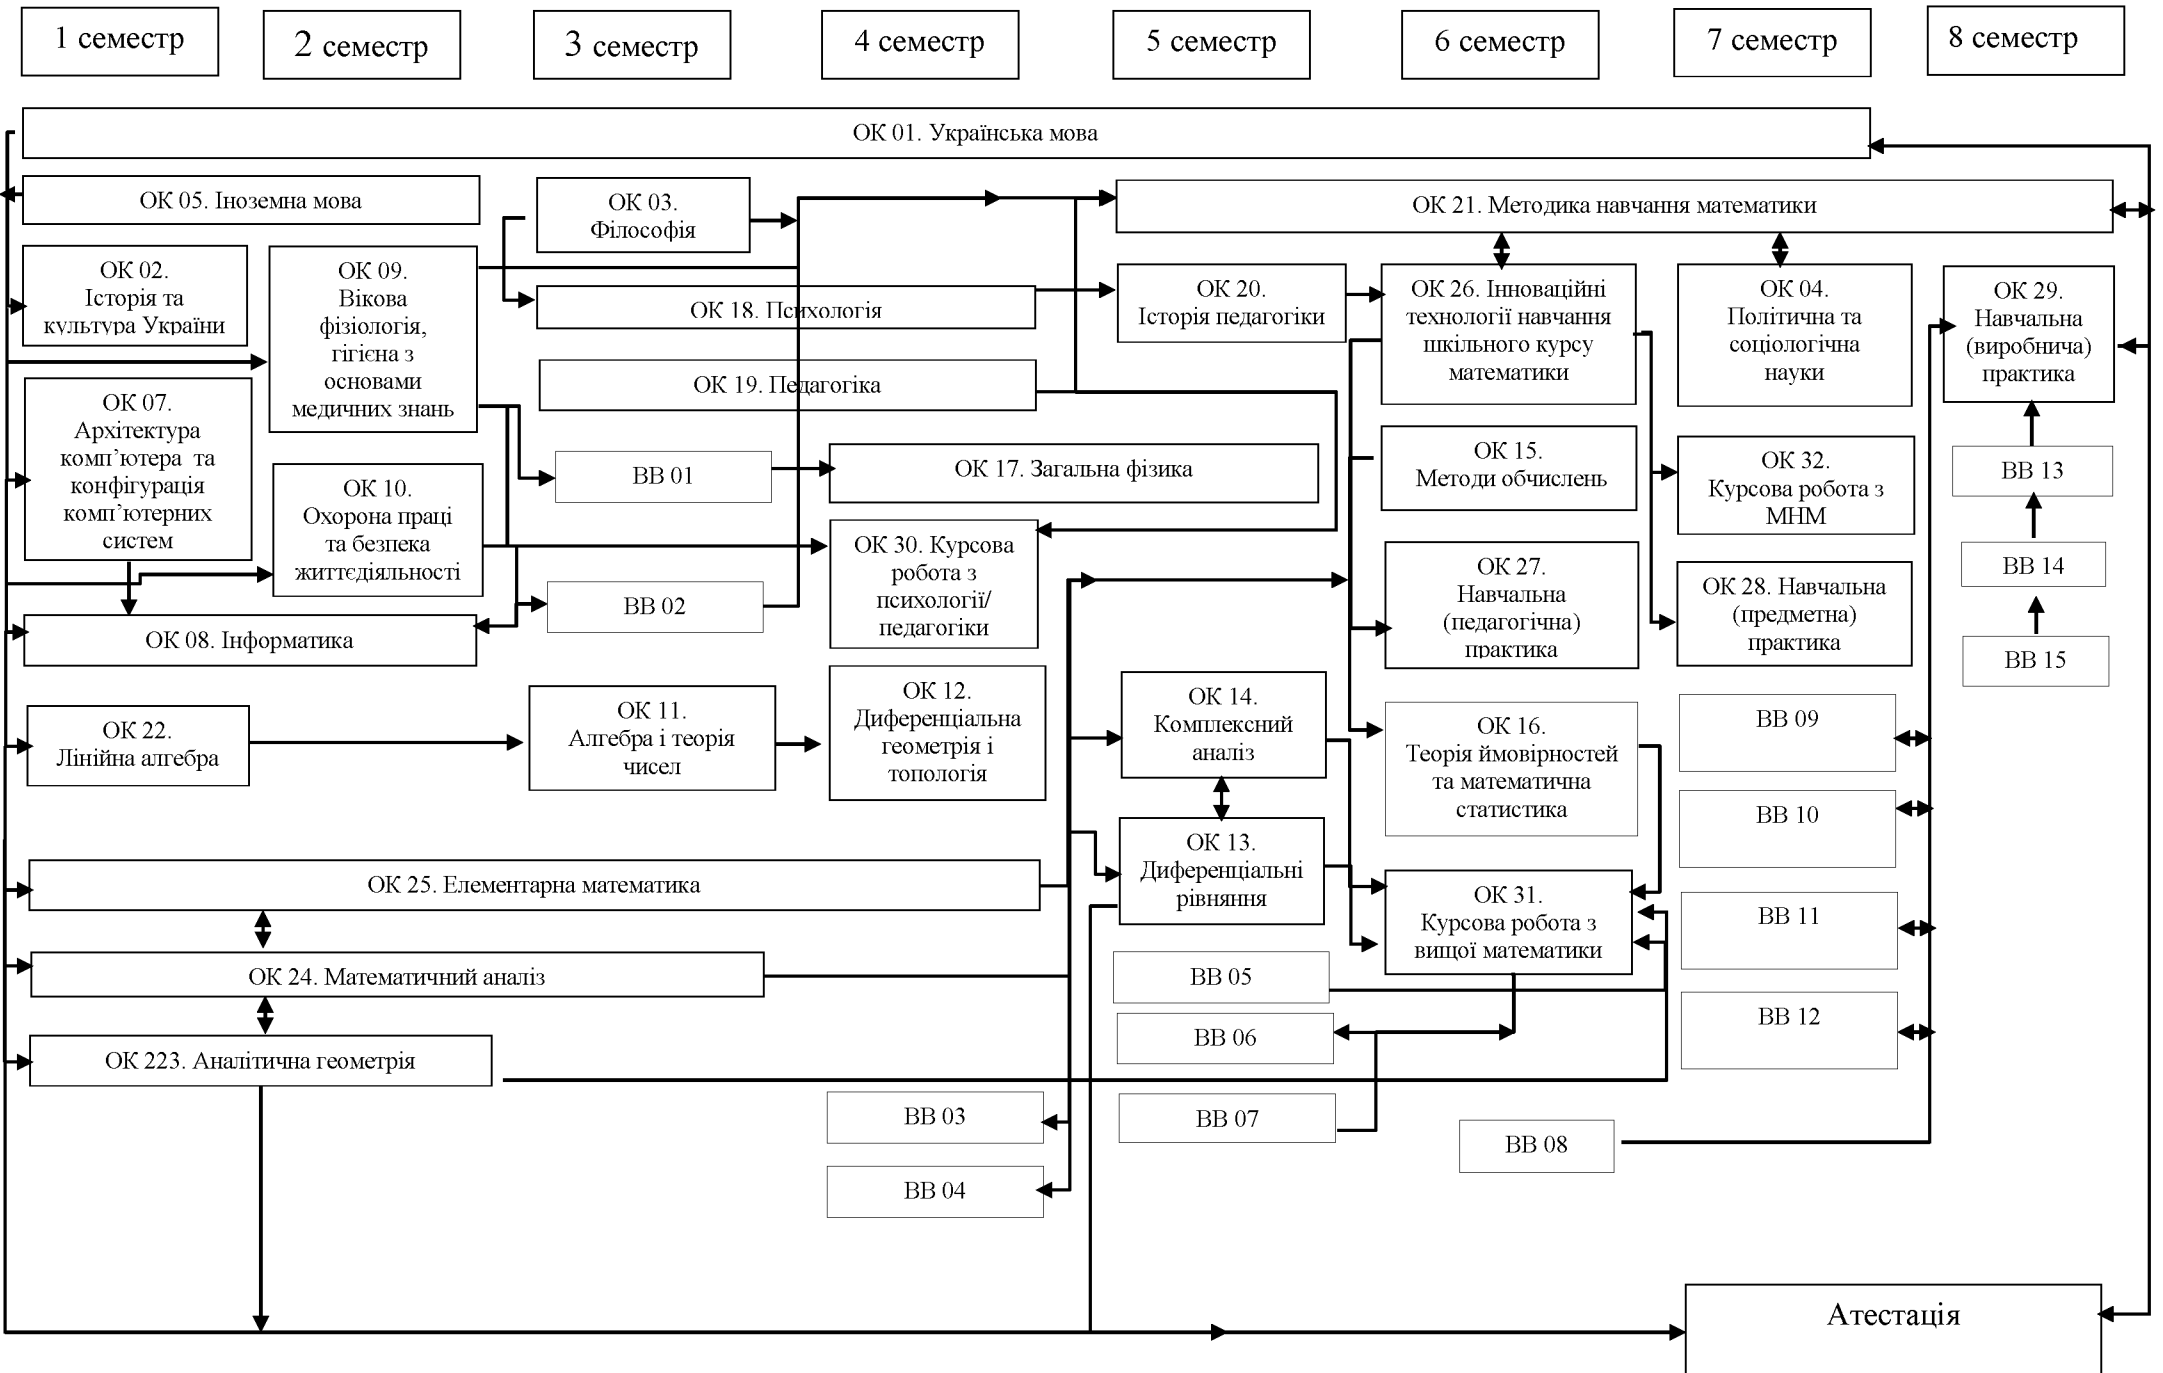 1 семестр
2 семестр
3 семестр
4 семестр
5 семестр
6 семестр
7 семестр
8 семестр
ОК 01. Українська мова
ОК 05. Іноземна мова
ОК 03.
Філософія
ОК 21. Методика навчання математики
ОК 02.
Історія та
культура України
ОК 09.
Вікова
фізіологія,
гігієна з
основами
медичних знань
ОК 18. Психологія
ОК 20.
Історія педагогіки
ОК 26. Інноваційні
технології навчання
шкільного курсу
математики
ОК 04.
Політична та
соціологічна
науки
ОК 29.
Навчальна
(виробнича)
практика
ОК 19. Педагогіка
ОК 07.
Архітектура
комп’ютера та
конфігурація
комп’ютерних
систем
ОК 10.
Охорона праці
та безпека
життєдіяльності
ВВ 01
ОК 17. Загальна фізика
ОК 15.
Методи обчислень
ОК 32.
Курсова робота з
МНМ
ВВ 13
ОК 30. Курсова
робота з
психології/
педагогіки
ОК 27.
Навчальна
(педагогічна)
практика
ОК 28. Навчальна
(предметна)
практика
ВВ 14
ВВ 02
ОК 08. Інформатика
ВВ 15
ОК 22.
Лінійна алгебра
ОК 11.
Алгебра і теорія
чисел
ОК 12.
Диференціальна
геометрія і
топологія
ОК 14.
Комплексний
аналіз
ОК 16.
Теорія ймовірностей
та математична
статистика
ВВ 09
ВВ 10
ОК 25. Елементарна математика
ОК 13.
Диференціальні
рівняння
ОК 31.
Курсова робота з
вищої математики
ВВ 11
ОК 24. Математичний аналіз
ВВ 05
ВВ 06
ВВ 12
ОК 223. Аналітична геометрія
ВВ 03
ВВ 07
ВВ 08
ВВ 04
Атестація